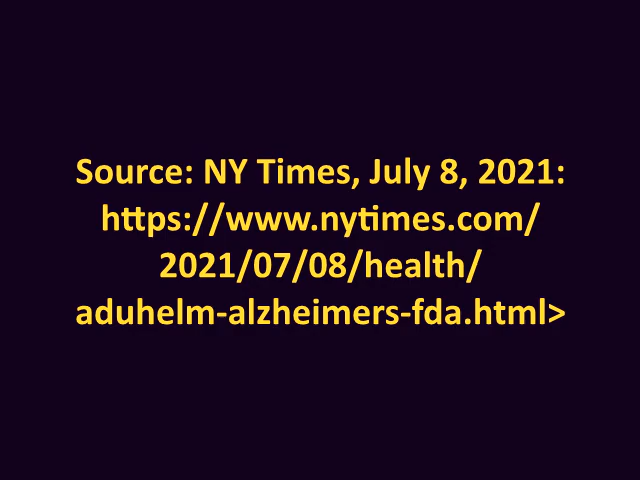 Source: NY Times, July 8, 2021:
https://www.nytimes.com/
2021/07/08/health/
aduhelm-alzheimers-fda.html>